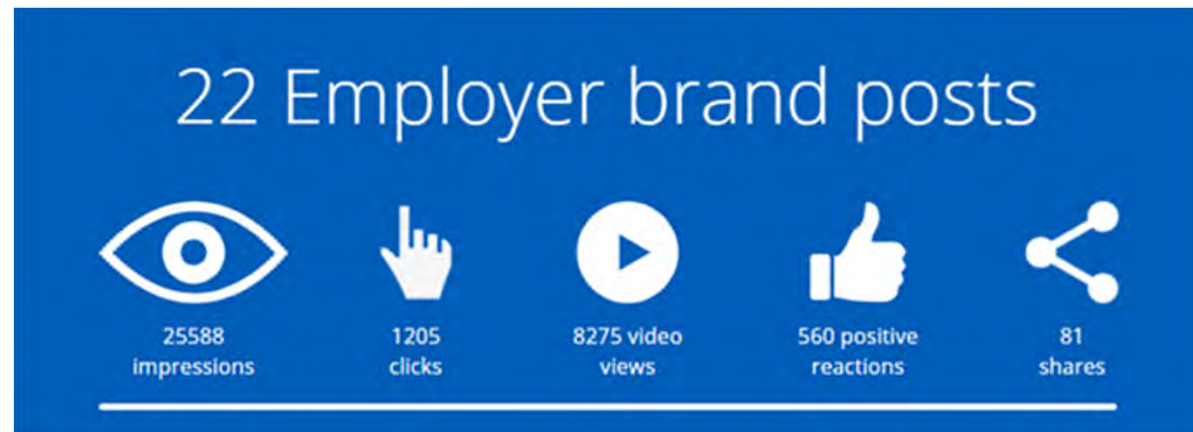 22 Employer brand posts
25588
impressions
1205
clicks
8275 video
views
560 positive
reactions
81
shares